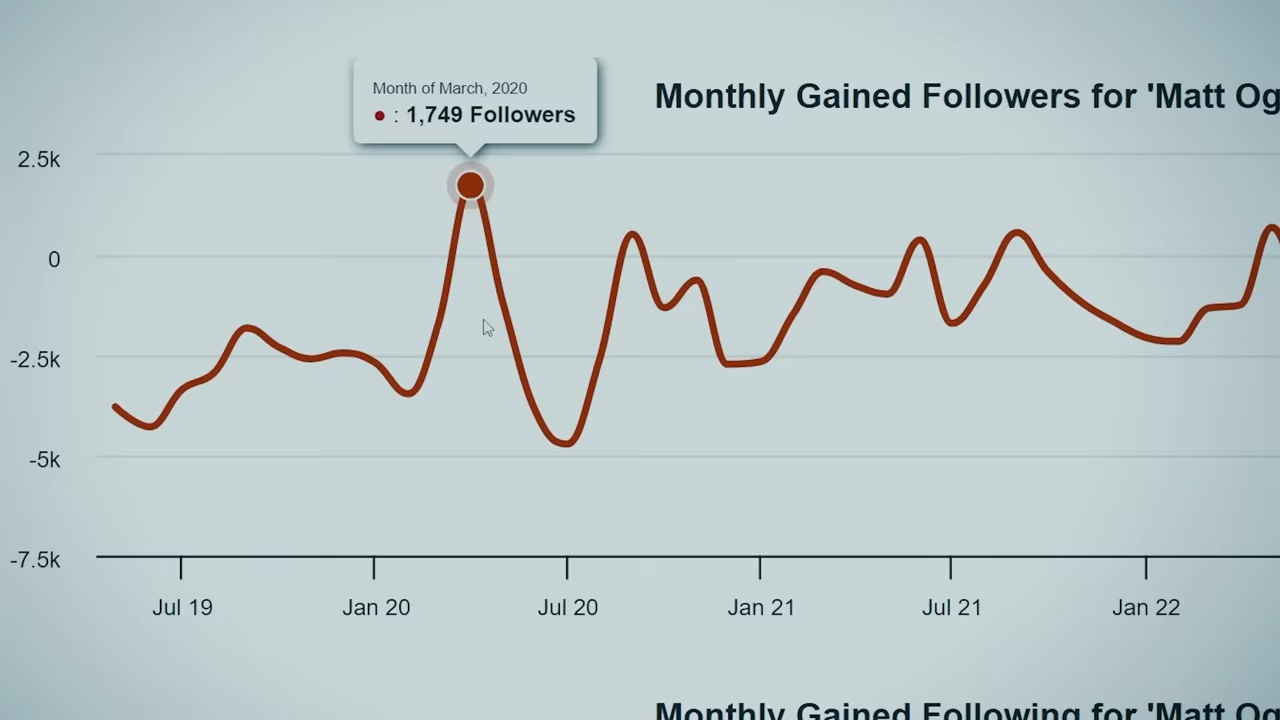 Month of March, 2020
: 1,749 Followers
Monthly Gained Followers for 'Matt Og
2.5k
0
-2.5k
-5k
-7.5k
Jul 19 Jan 20 Jul 20 Jan 21 Jul 21 Jan 22
Monthly Gained Following for 'Matt Og